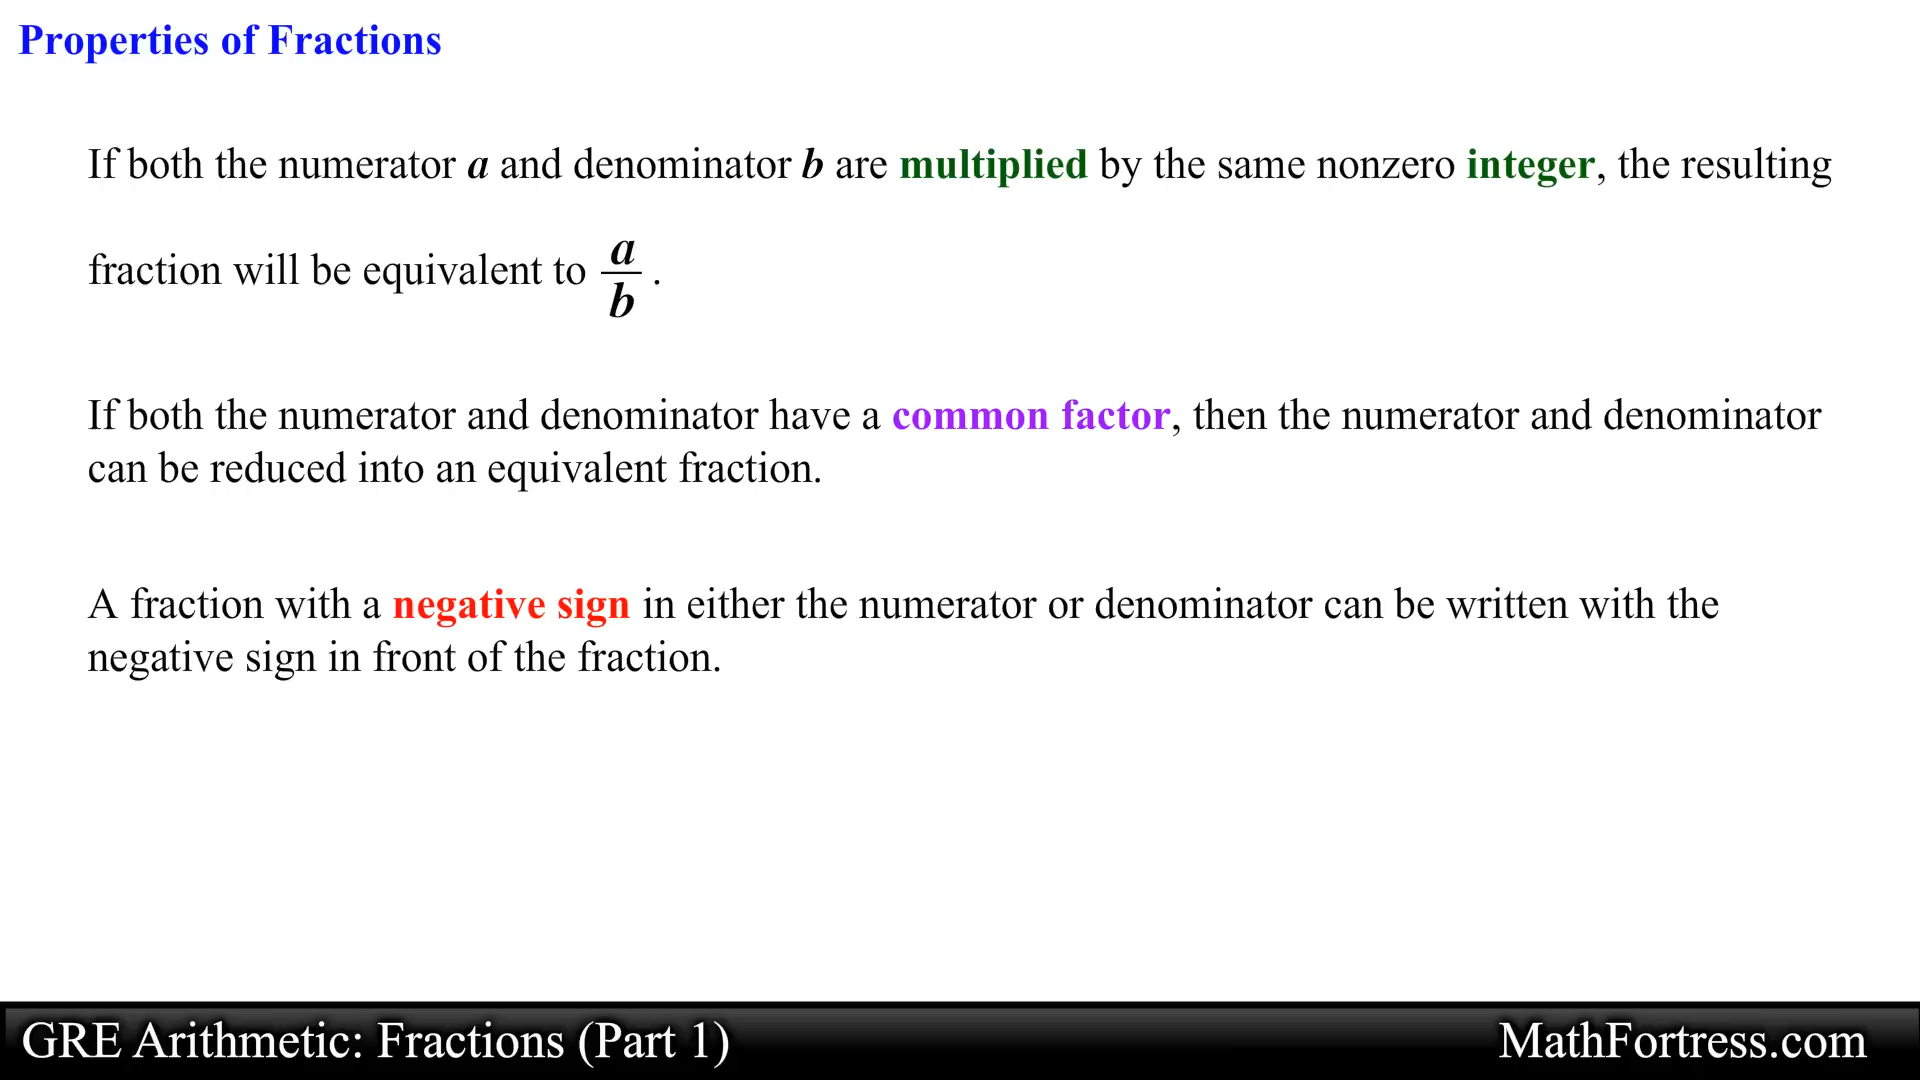 Properties of Fractions
If both the numerator a and denominator b are multiplied by the same nonzero integer, the resulting
fraction will be equivalent to a/b .
If both the numerator and denominator have a common factor, then the numerator and denominator
can be reduced into an equivalent fraction.
A fraction with a negative sign in either the numerator or denominator can be written with the
negative sign in front of the fraction.
GRE Arithmetic: Fractions (Part 1)
MathFortress.com